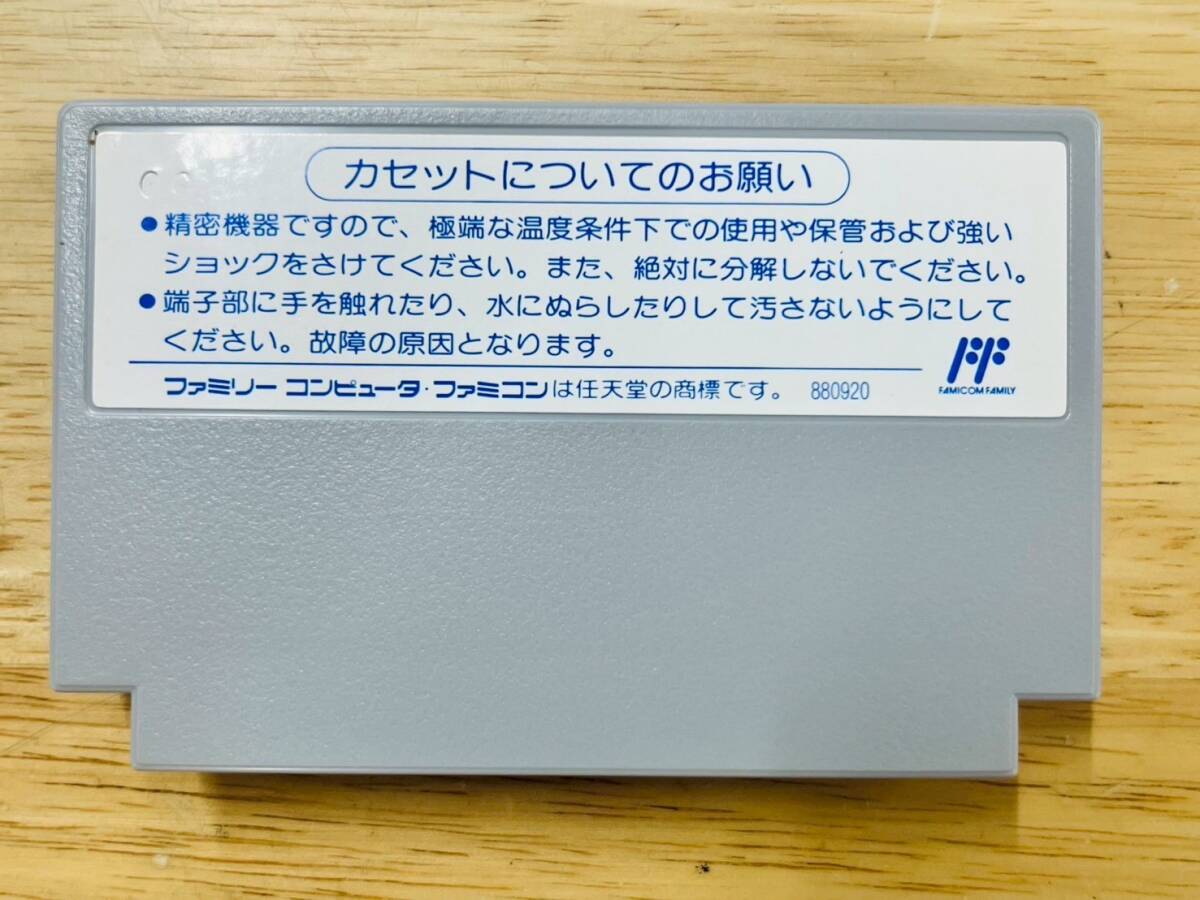 カセットについてのお願い
●精密機器ですので、極端な温度条件下での使用や保管および強い
ショックをさけてください。また、絶対に分解しないでください。
●端子部に手を触れたり、水にぬらしたりして汚さないようにして
ください。故障の原因となります。
ファミリー コンピュータ・ファミコンは任天堂の商標です。 880920
FAMICOM FAMILY